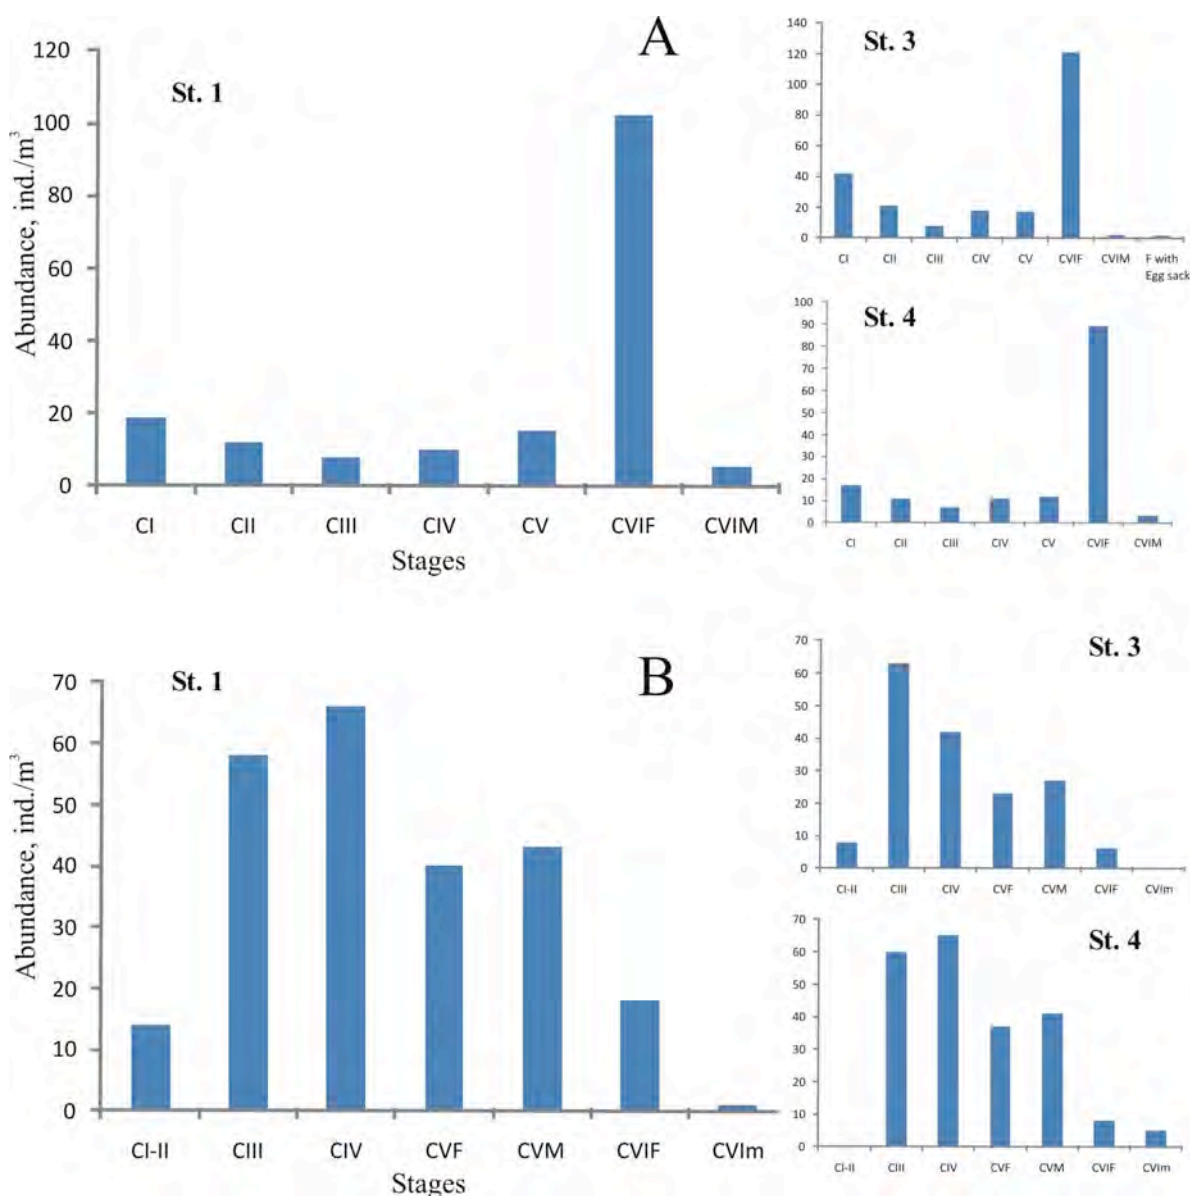 A
St. 1
Abundance, ind./m³
120
100
80
60
40
20
0
CI CII CIII CIV CV CVIF CVIM
Stages
St. 3
140
120
100
80
60
40
20
0
CI CII CIII CIV CV CVIF CVIM F with
Egg sack
St. 4
100
90
80
70
60
50
40
30
20
10
0
CI CII CIII CIV CV CVIF CVIM
B
St. 1
Abundance, ind./m³
70
60
50
40
30
20
10
0
CI-II CIII CIV CVF CVM CVIF CVIm
Stages
St. 3
70
60
50
40
30
20
10
0
CI-II CIII CIV CVF CVM CVIF CVIm
St. 4
70
60
50
40
30
20
10
0
CI-II CIII CIV CVF CVM CVIF CVIm